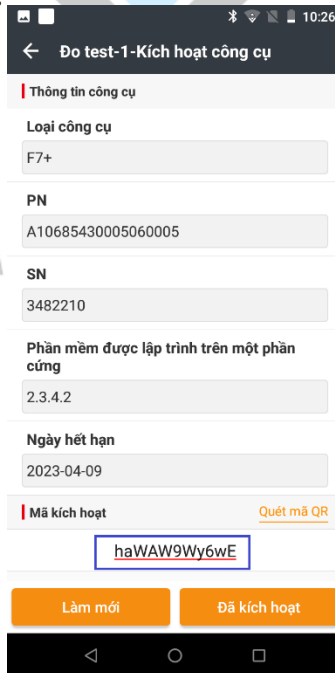 10:26
Đo test-1-Kích hoạt công cụ
Thông tin công cụ
Loại công cụ
F7+
PN
A10685430005060005
SN
3482210
Phần mềm được lập trình trên một phần
cứng
2.3.4.2
Ngày hết hạn
2023-04-09
Mã kích hoạt Quét mã QR
haWAW9Wy6wE
Làm mới Đã kích hoạt